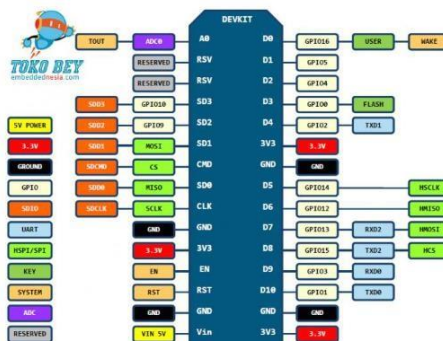 DEVKIT
TOUT ADC0 A0 D0 GPIO16 USER WAKE
RESERVED RSV D1 GPIO5
TOKO BEY
embeddednesia.com
RESERVED RSV D2 GPIO4
SDD3 GPIO10 SD3 D3 GPIO0 FLASH
5V POWER SDD2 GPIO9 SD2 D4 GPIO2 TXD1
3.3V SDD1 MOSI SD1 3V3 3.3V
GROUND SDCMD CS CMD GND GND
GPIO SDD0 MISO SD0 D5 GPIO14 HSCLK
SDIO SDCLK SCLK CLK D6 GPIO12 HMISO
UART GND GND D7 GPIO13 RXD2 HMOSI
HSPI/SPI 3.3V 3V3 D8 GPIO15 TXD2 HCS
KEY EN EN D9 GPIO3 RXD0
SYSTEM RST RST D10 GPIO1 TXD0
ADC GND GND GND GND
RESERVED VIN 5V Vin 3V3 3.3V